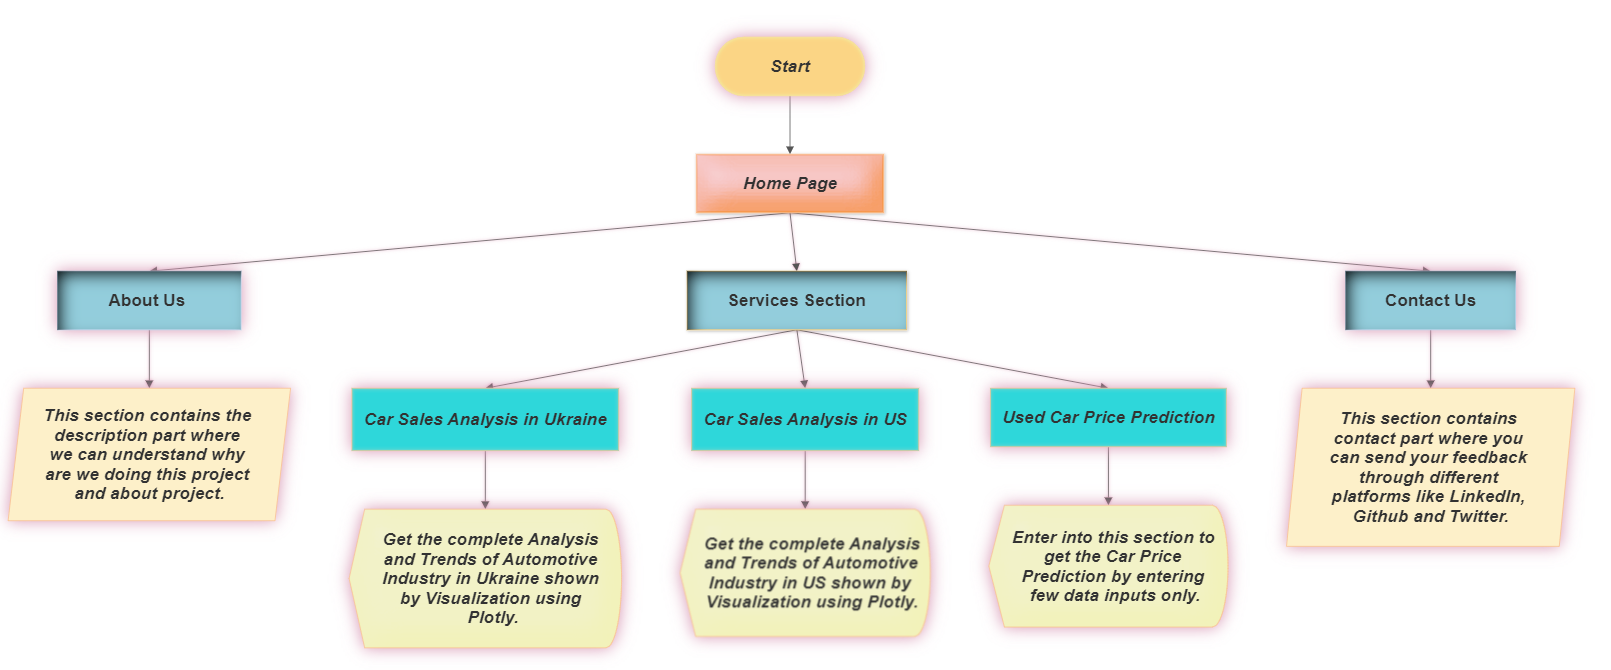 Start
Home Page
About Us
Services Section
Contact Us
This section contains the
description part where
we can understand why
are we doing this project
and about project.
Car Sales Analysis in Ukraine
Car Sales Analysis in US
Used Car Price Prediction
This section contains
contact part where you
can send your feedback
through different
platforms like LinkedIn,
Github and Twitter.
Get the complete Analysis
and Trends of Automotive
Industry in Ukraine shown
by Visualization using
Plotly.
Get the complete Analysis
and Trends of Automotive
Industry in US shown by
Visualization using Plotly.
Enter into this section to
get the Car Price
Prediction by entering
few data inputs only.